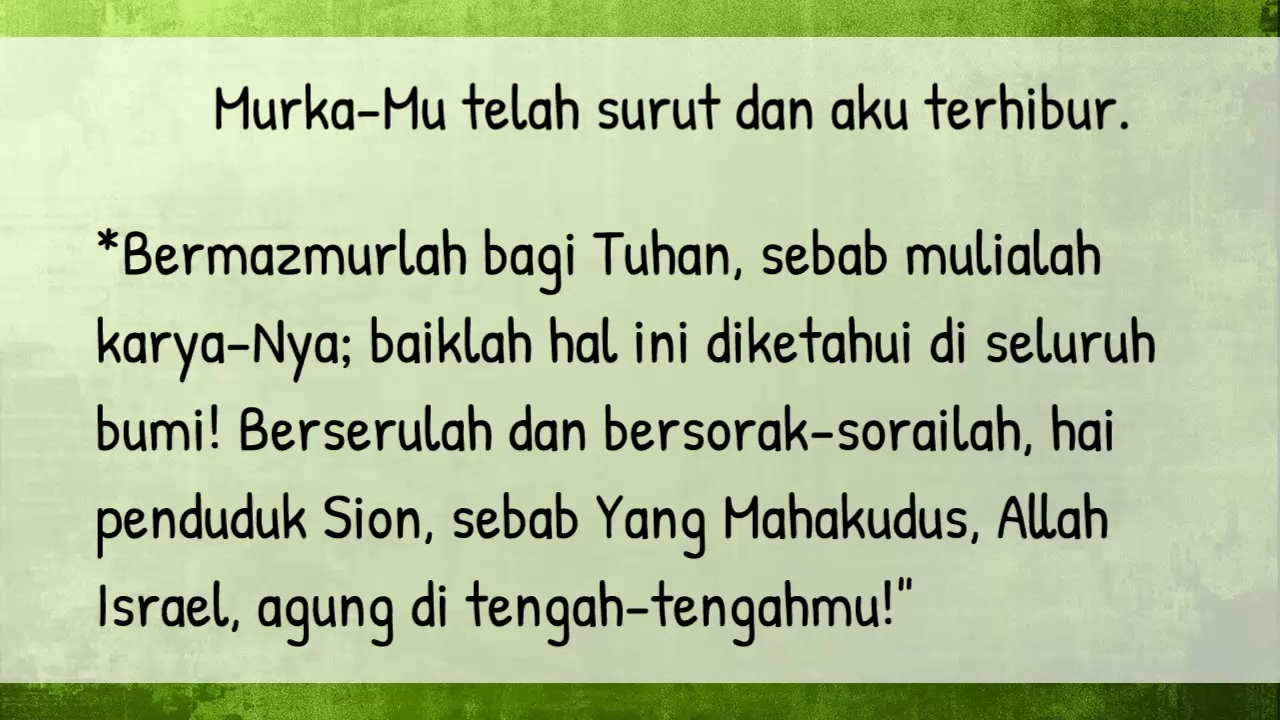 Murka-Mu telah surut dan aku terhibur.
*Bermazmurlah bagi Tuhan, sebab mulialah
karya-Nya; baiklah hal ini diketahui di seluruh
bumi! Berserulah dan bersorak-sorailah, hai
penduduk Sion, sebab Yang Mahakudus, Allah
Israel, agung di tengah-tengahmu!"